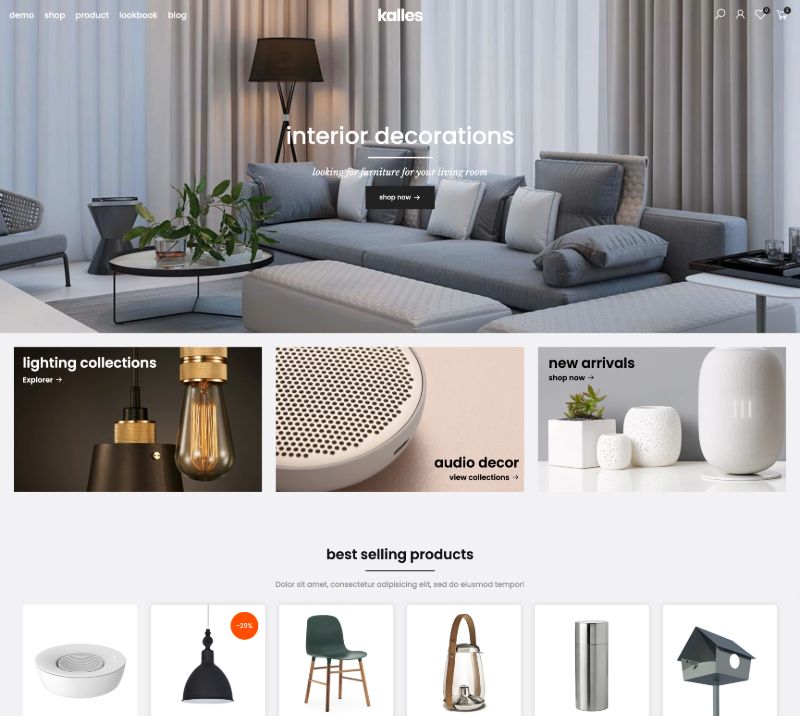 demo shop product lookbook blog
kalles
0 2
interior decorations
looking for furniture for your living room
shop now →
lighting collections
Explorer →
audio decor
view collections →
new arrivals
shop now →
best selling products
Dolor sit amet, consectetur adipisicing elit, sed do eiusmod tempor!
-29%